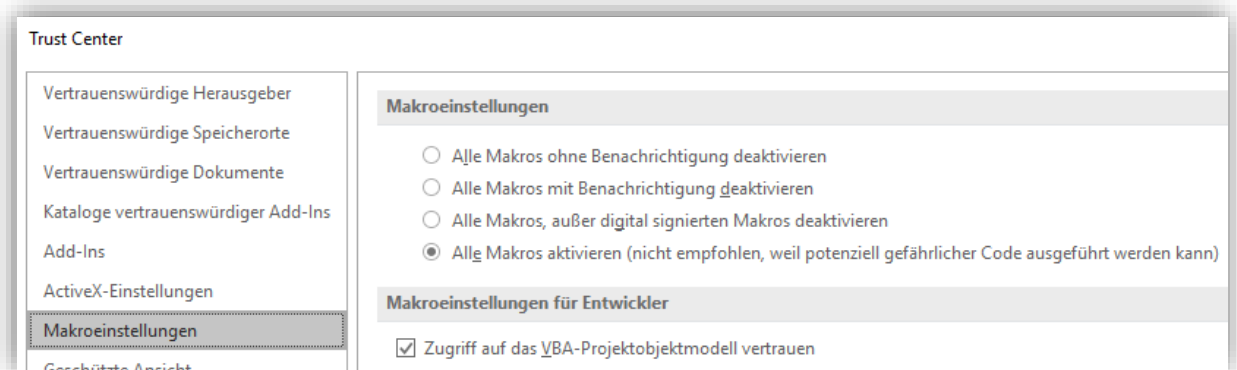 Trust Center
Vertrauenswürdige Herausgeber
Vertrauenswürdige Speicherorte
Vertrauenswürdige Dokumente
Kataloge vertrauenswürdiger Add-Ins
Add-Ins
ActiveX-Einstellungen
Makroeinstellungen
Geschützte Ansicht
Makroeinstellungen
Alle Makros ohne Benachrichtigung deaktivieren
Alle Makros mit Benachrichtigung deaktivieren
Alle Makros, außer digital signierten Makros deaktivieren
Alle Makros aktivieren (nicht empfohlen, weil potenziell gefährlicher Code ausgeführt werden kann)
Makroeinstellungen für Entwickler
Zugriff auf das VBA-Projektobjektmodell vertrauen